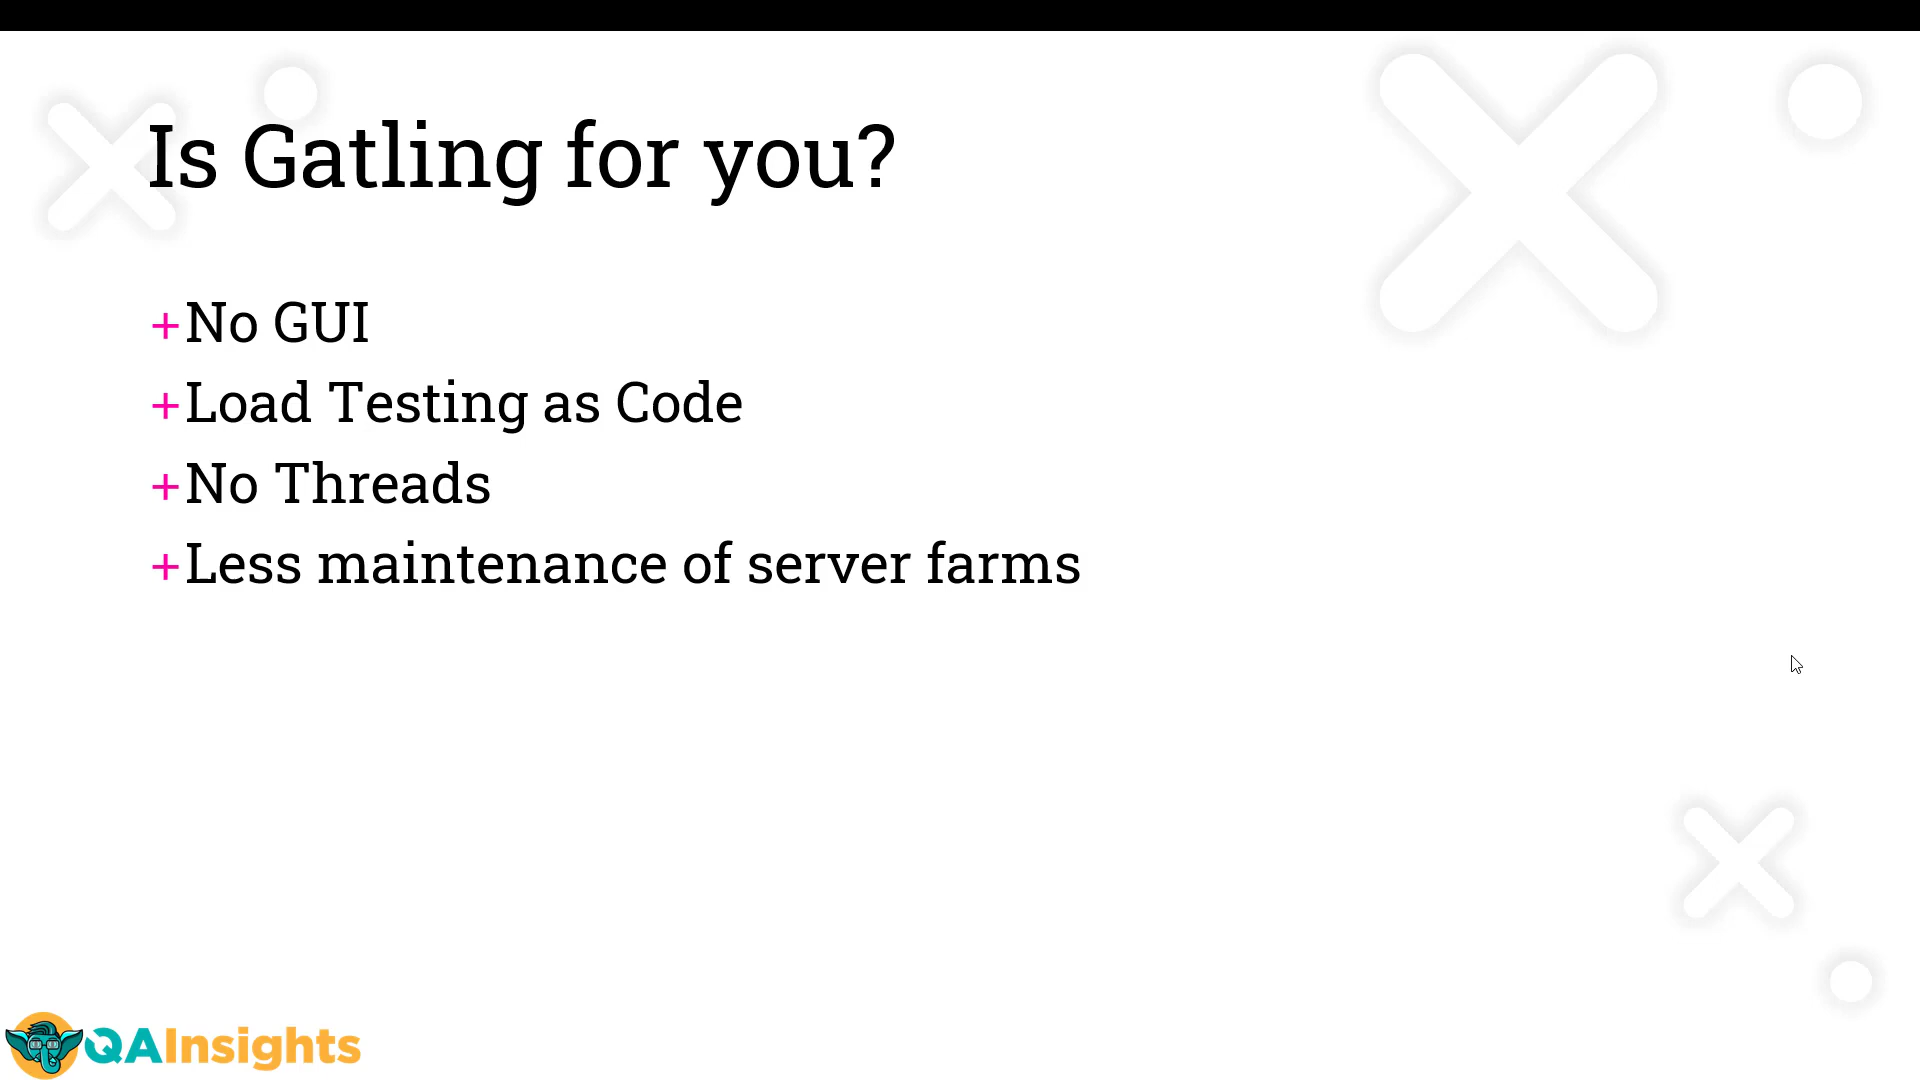 Is Gatling for you?
+No GUI
+Load Testing as Code
+No Threads
+Less maintenance of server farms
QAInsights